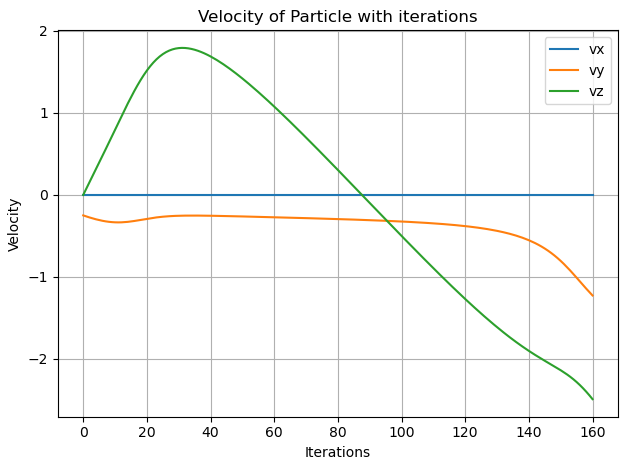 Velocity of Particle with iterations
vx
vy
vz
2
1
0
−1
−2
Velocity
0 20 40 60 80 100 120 140 160
Iterations